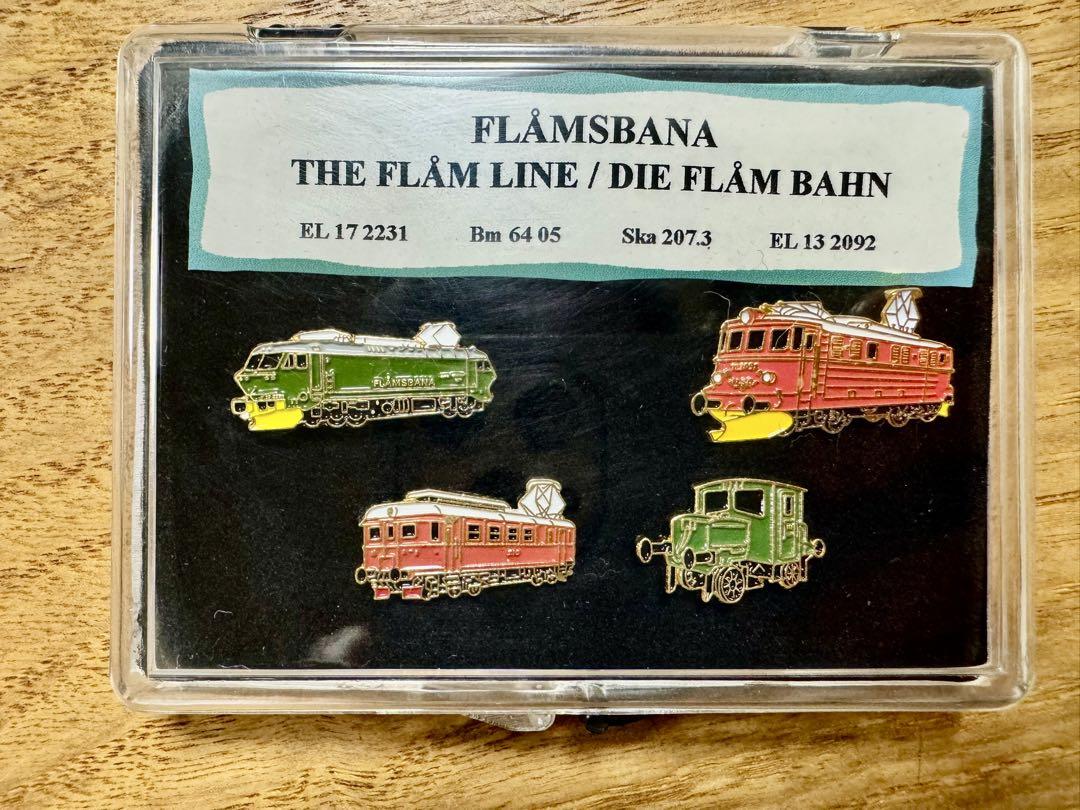 FLÅMSBANA
THE FLÅM LINE / DIE FLÅM BAHN
EL 17 2231 Bm 64 05 Ska 207.3 EL 13 2092
FLÅMSBANA